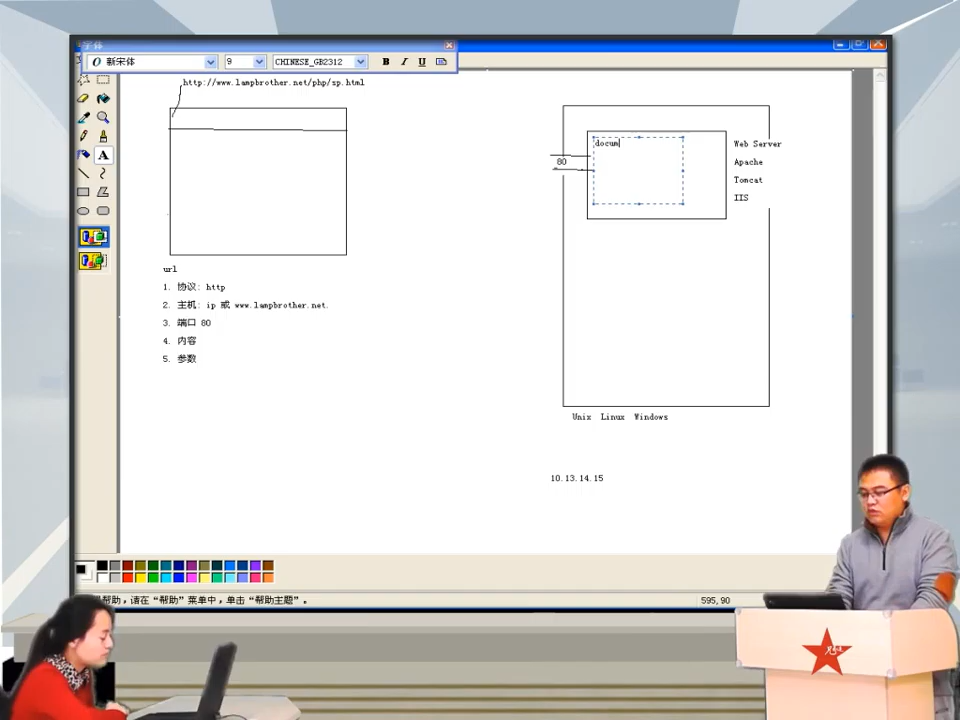 字体
新宋体
9
CHINESE_GB2312
B I U
A
http://www.lampbrother.net/php/sp.html
docum
80
Web Server
Apache
Tomcat
IIS
url
1. 协议: http
2. 主机: ip 或 www.lampbrother.net.
3. 端口 80
4. 内容
5. 参数
Unix Linux Windows
10.13.14.15
帮助，请在“帮助”菜单中，单击“帮助主题”。
595,90